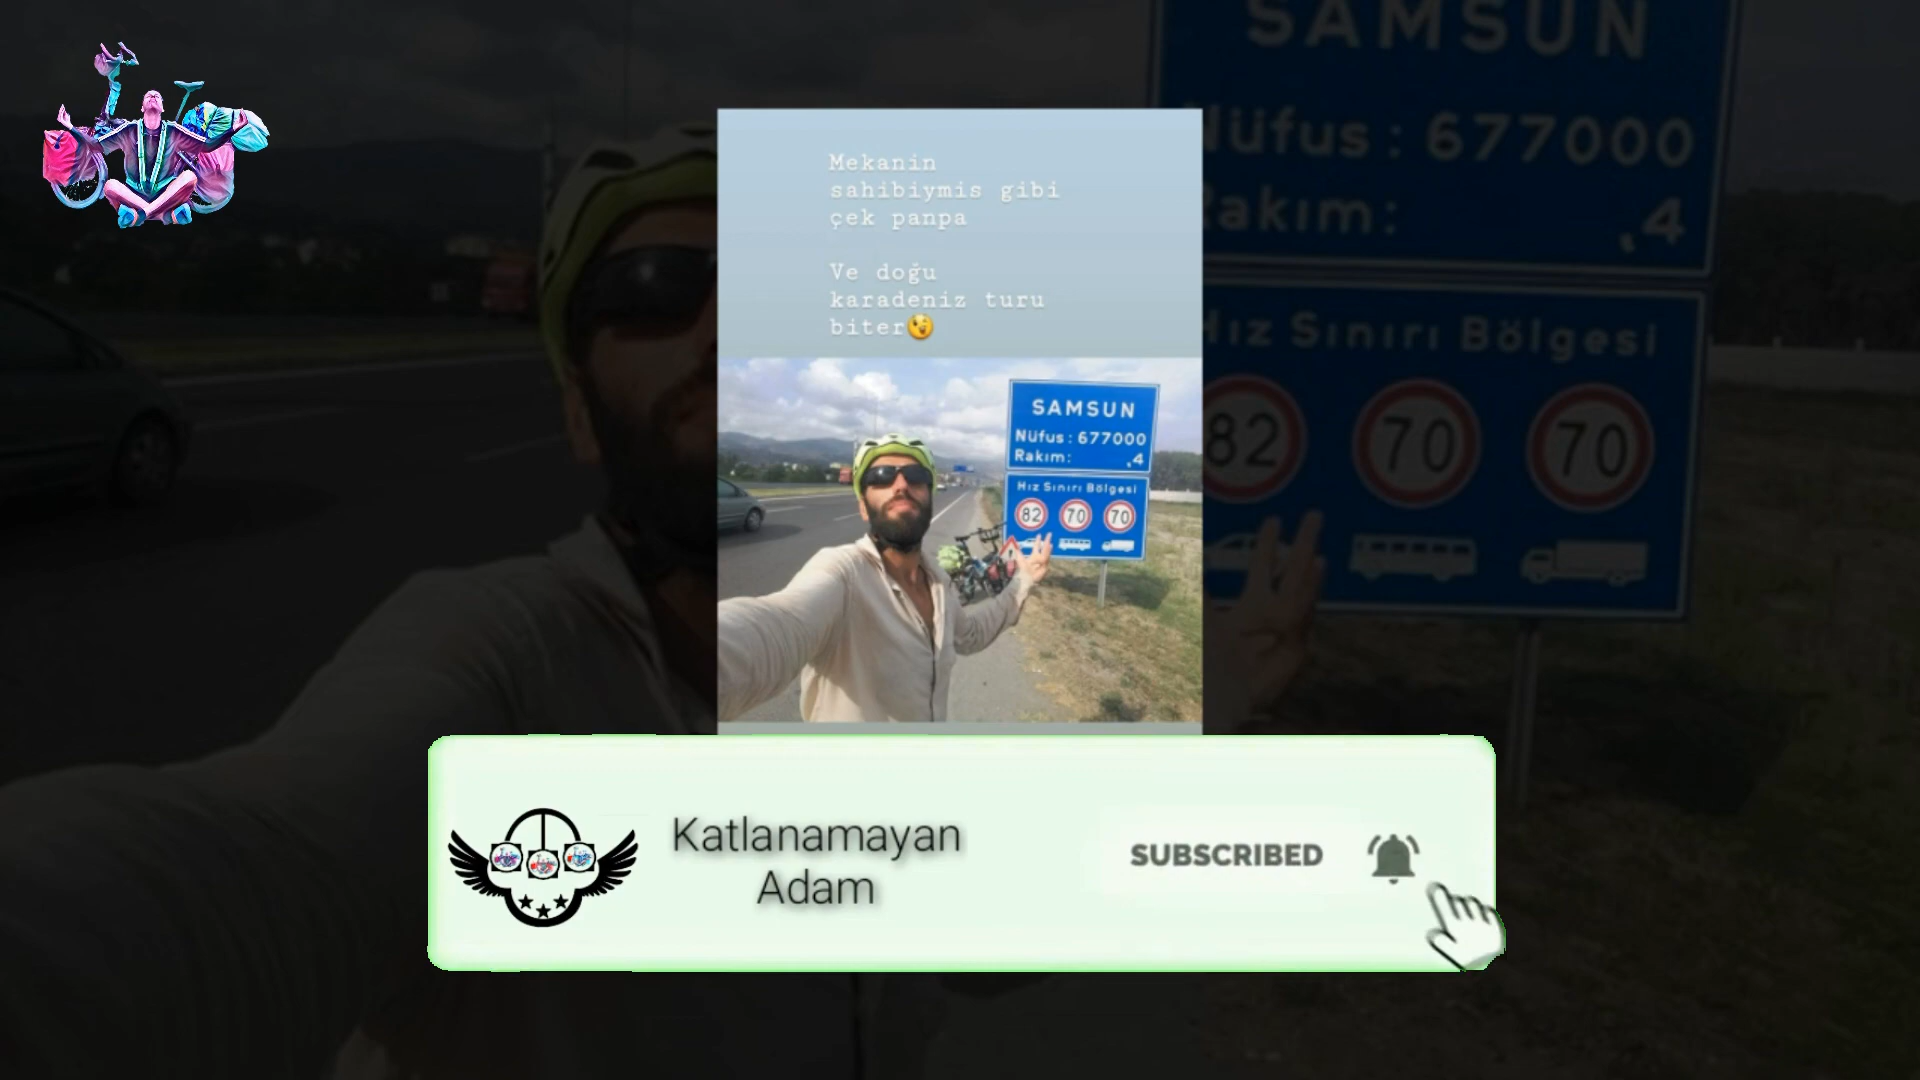 Mekanin
sahibiymis gibi
çek panpa
Ve doğu
karadeniz turu
biter
SAMSUN
Nüfus : 677000
Rakım: .4
Hız Sınırı Bölgesi
82 70 70
SAMSUN
Nüfus : 677000
akım: .4
Hız Sınırı Bölgesi
82 70 70
Katlanamayan
Adam
SUBSCRIBED